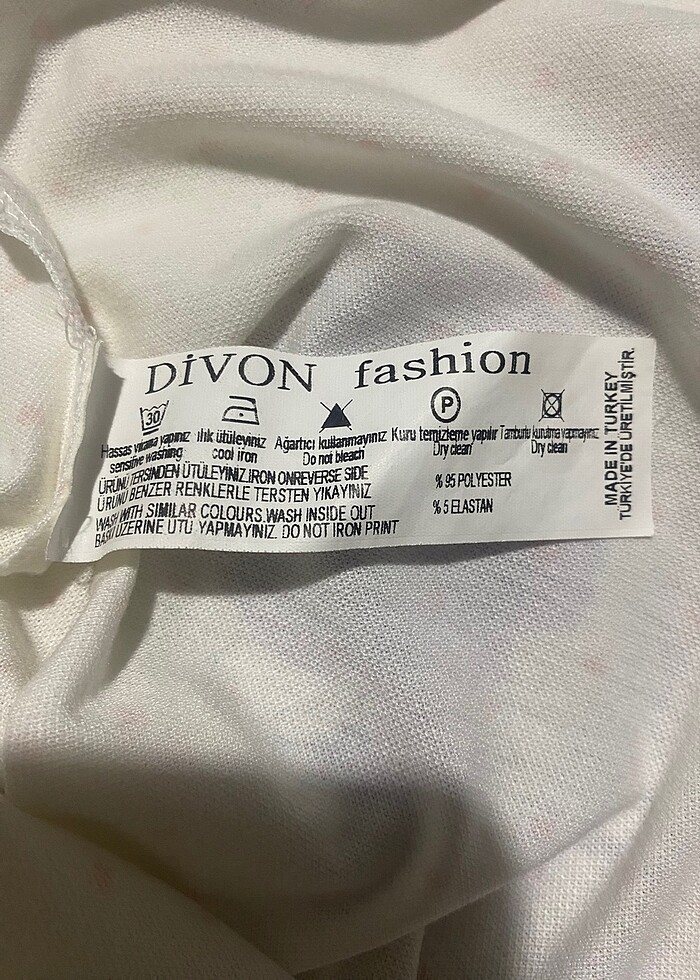 DİVON fashion
30
P
Hassas yıkama yapınız ılık ütüleyiniz Ağartıcı kullanmayınız Kuru temizleme yapılır Tamburlu kurutma yapmayınız
sensitive washing cool iron Do not bleach Dry clean Dry clean
ÜRÜNÜ TERSİNDEN ÜTÜLEYİNİZ.IRON ONREVERSE SIDE
ÜRÜNÜ BENZER RENKLERLE TERSTEN YIKAYINIZ
WASH WITH SIMILAR COLOURS.WASH INSIDE OUT
BASKI ÜZERİNE ÜTÜ YAPMAYINIZ. DO NOT IRON PRINT
% 95 POLYESTER
% 5 ELASTAN
MADE IN TURKEY
TÜRKİYE'DE ÜRETİLMİŞTİR.